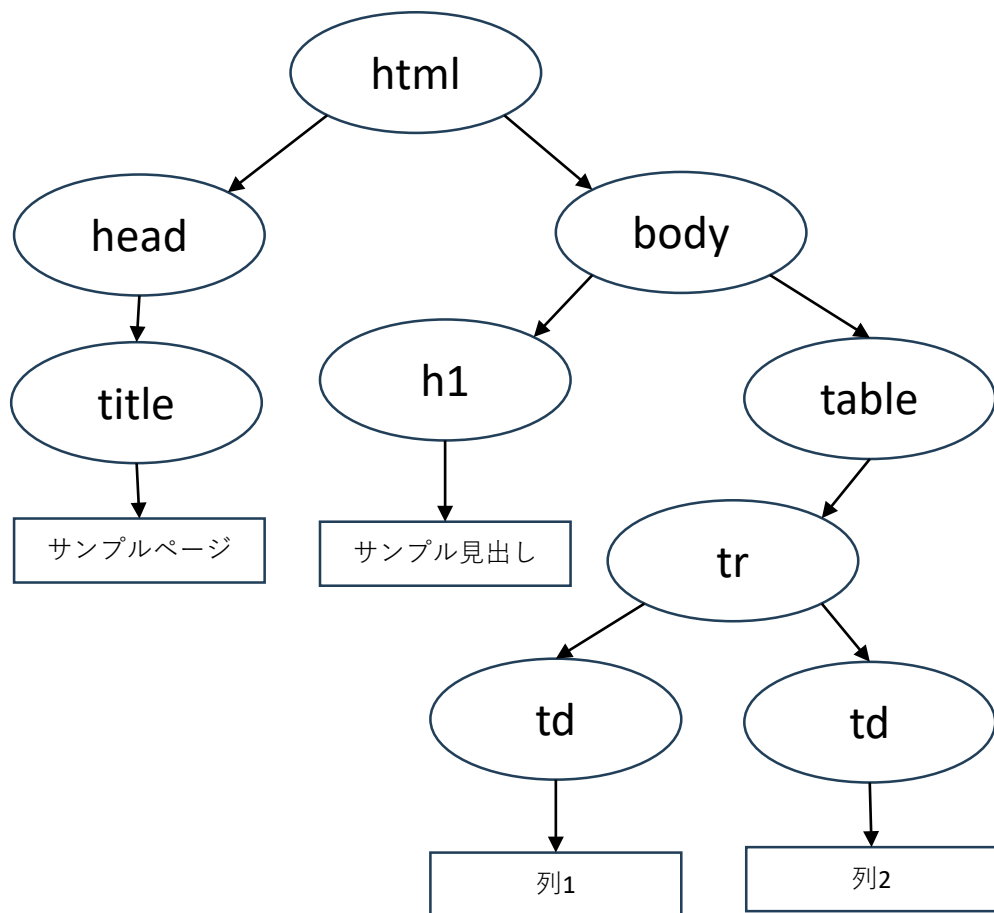 html
head
body
title
h1
table
サンプルページ
サンプル見出し
tr
td
td
列1
列2